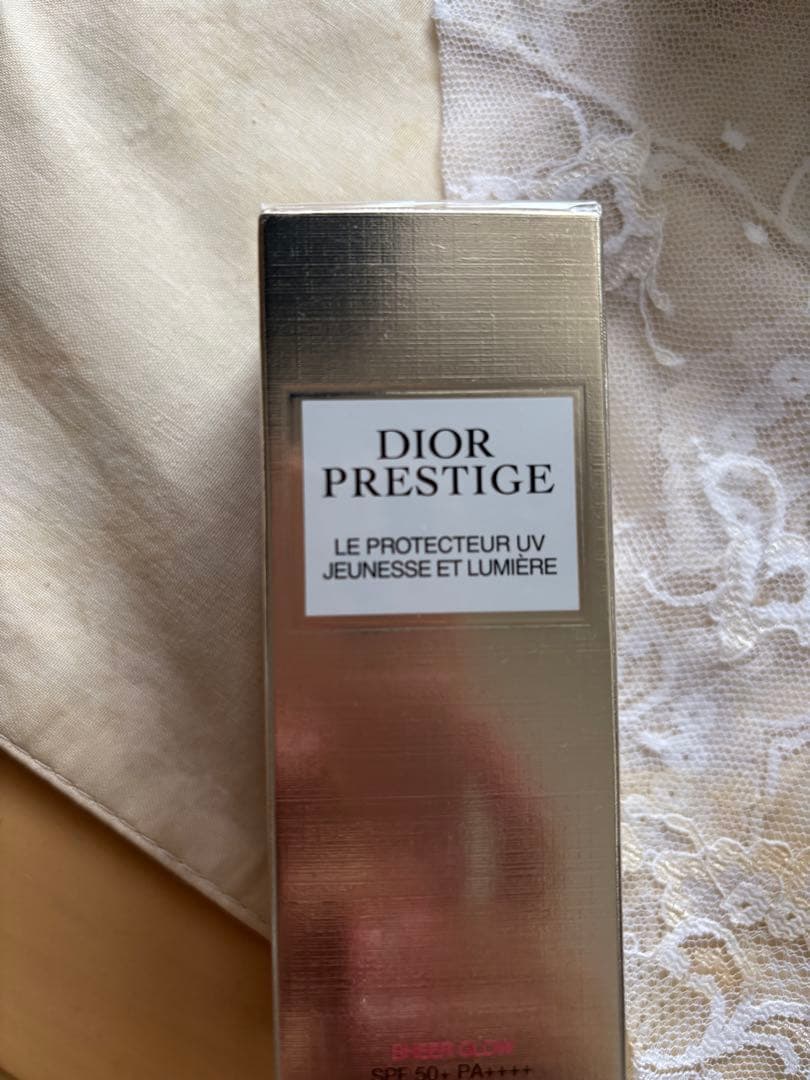 DIOR
PRESTIGE
LE PROTECTEUR UV
JEUNESSE ET LUMIÈRE
SHEER GLOW
SPF 50+ PA++++